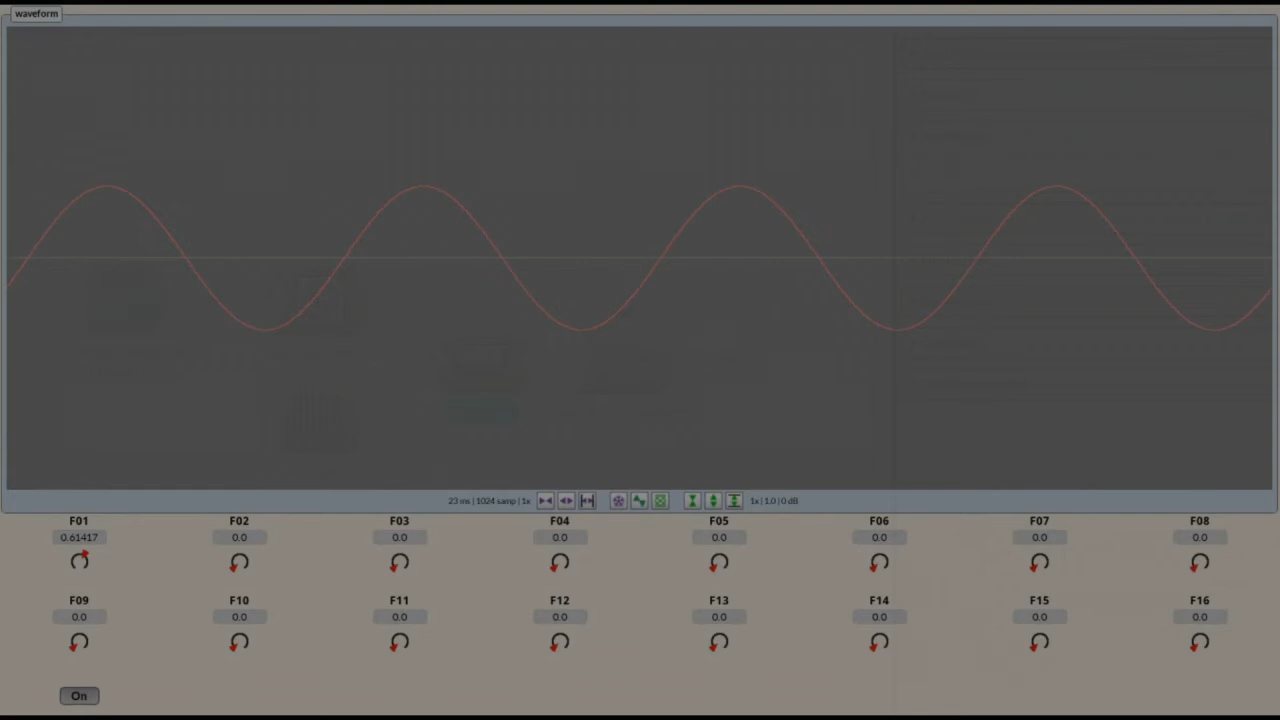 waveform
23 ms | 1024 samp | 1x 1x | 1.0 | 0 dB
F01 F02 F03 F04 F05 F06 F07 F08
0.61417 0.0 0.0 0.0 0.0 0.0 0.0 0.0
F09 F10 F11 F12 F13 F14 F15 F16
0.0 0.0 0.0 0.0 0.0 0.0 0.0 0.0
On